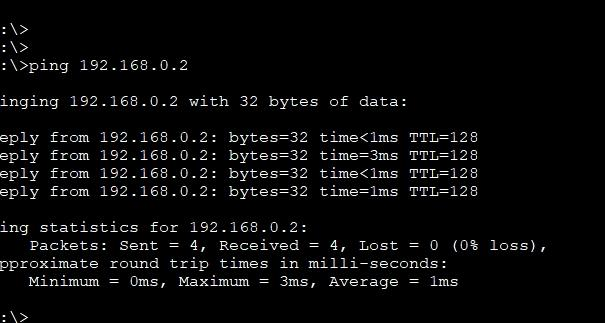 :\>
:\>
:\>ping 192.168.0.2
inging 192.168.0.2 with 32 bytes of data:
eply from 192.168.0.2: bytes=32 time<1ms TTL=128
eply from 192.168.0.2: bytes=32 time=3ms TTL=128
eply from 192.168.0.2: bytes=32 time<1ms TTL=128
eply from 192.168.0.2: bytes=32 time=1ms TTL=128
ing statistics for 192.168.0.2:
Packets: Sent = 4, Received = 4, Lost = 0 (0% loss),
pproximate round trip times in milli-seconds:
Minimum = 0ms, Maximum = 3ms, Average = 1ms
:\>